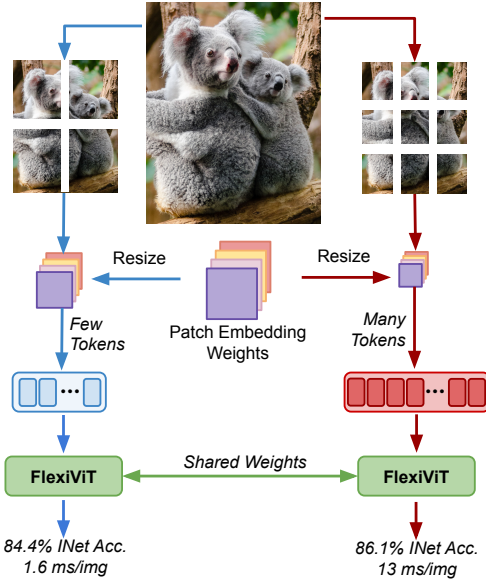 Resize
Resize
Patch Embedding
Weights
Few
Tokens
Many
Tokens
...
...
FlexiViT
Shared Weights
FlexiViT
84.4% INet Acc.
1.6 ms/img
86.1% INet Acc.
13 ms/img